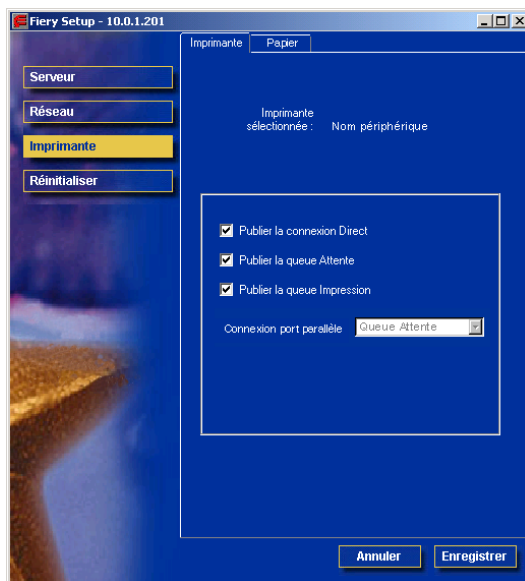 Fiery Setup - 10.0.1.201
Imprimante
Papier
Serveur
Réseau
Imprimante
Réinitialiser
Imprimante
sélectionnée :
Nom périphérique
Publier la connexion Direct
Publier la queue Attente
Publier la queue Impression
Connexion port parallèle
Queue Attente
Annuler
Enregistrer